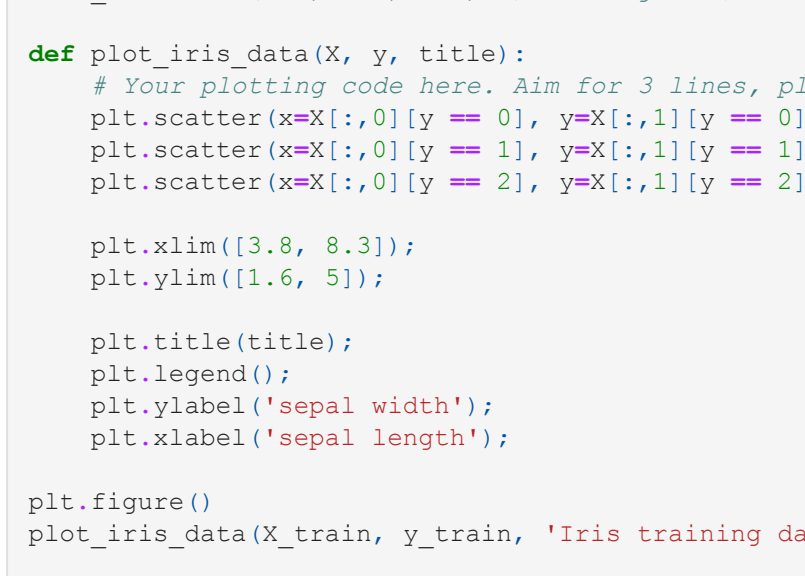 def plot_iris_data(X, y, title):
    # Your plotting code here. Aim for 3 lines,
    plt.scatter(x=X[:,0][y == 0], y=X[:,1][y == 0]
    plt.scatter(x=X[:,0][y == 1], y=X[:,1][y == 1]
    plt.scatter(x=X[:,0][y == 2], y=X[:,1][y == 2]
    plt.xlim([3.8, 8.3]);
    plt.ylim([1.6, 5]);
    plt.title(title);
    plt.legend();
    plt.ylabel('sepal width');
    plt.xlabel('sepal length');
plt.figure()
plot_iris_data(X_train, y_train, 'Iris training